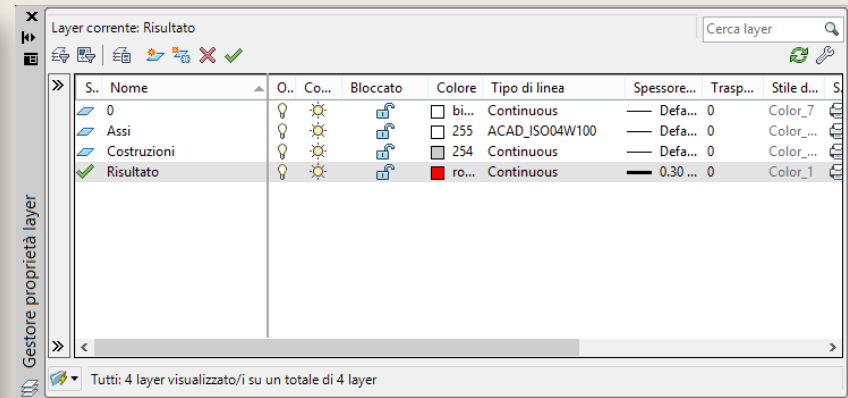 Layer corrente: Risultato
Cerca layer
S.. Nome O.. Co... Bloccato Colore Tipo di linea Spessore... Trasp... Stile d... S.
0 bi... Continuous Defa... 0 Color_7
Assi 255 ACAD_ISO04W100 Defa... 0 Color_...
Costruzioni 254 Continuous Defa... 0 Color_...
Risultato ro... Continuous 0.30 ... 0 Color_1
Gestore proprietà layer
Tutti: 4 layer visualizzato/i su un totale di 4 layer